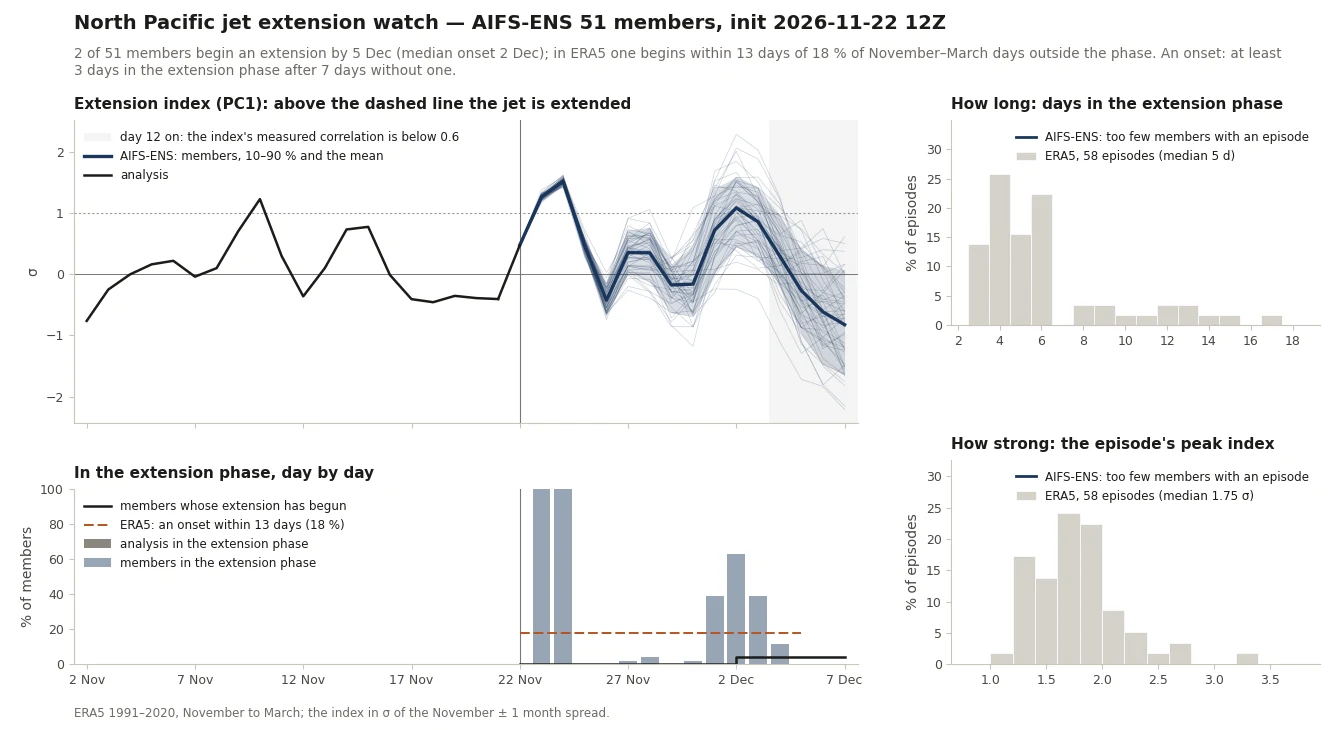 North Pacific jet extension watch — AIFS-ENS 51 members, init 2026-11-22 12Z
2 of 51 members begin an extension by 5 Dec (median onset 2 Dec); in ERA5 one begins within 13 days of 18 % of November–March days outside the phase. An onset: at least
3 days in the extension phase after 7 days without one.
Extension index (PC1): above the dashed line the jet is extended
day 12 on: the index's measured correlation is below 0.6
AIFS-ENS: members, 10–90 % and the mean
analysis
σ
2
1
0
−1
−2
How long: days in the extension phase
AIFS-ENS: too few members with an episode
ERA5, 58 episodes (median 5 d)
% of episodes
30
25
20
15
10
5
0
2 4 6 8 10 12 14 16 18
In the extension phase, day by day
members whose extension has begun
ERA5: an onset within 13 days (18 %)
analysis in the extension phase
members in the extension phase
% of members
100
80
60
40
20
0
2 Nov 7 Nov 12 Nov 17 Nov 22 Nov 27 Nov 2 Dec 7 Dec
How strong: the episode's peak index
AIFS-ENS: too few members with an episode
ERA5, 58 episodes (median 1.75 σ)
% of episodes
30
25
20
15
10
5
0
1.0 1.5 2.0 2.5 3.0 3.5
ERA5 1991–2020, November to March; the index in σ of the November ± 1 month spread.